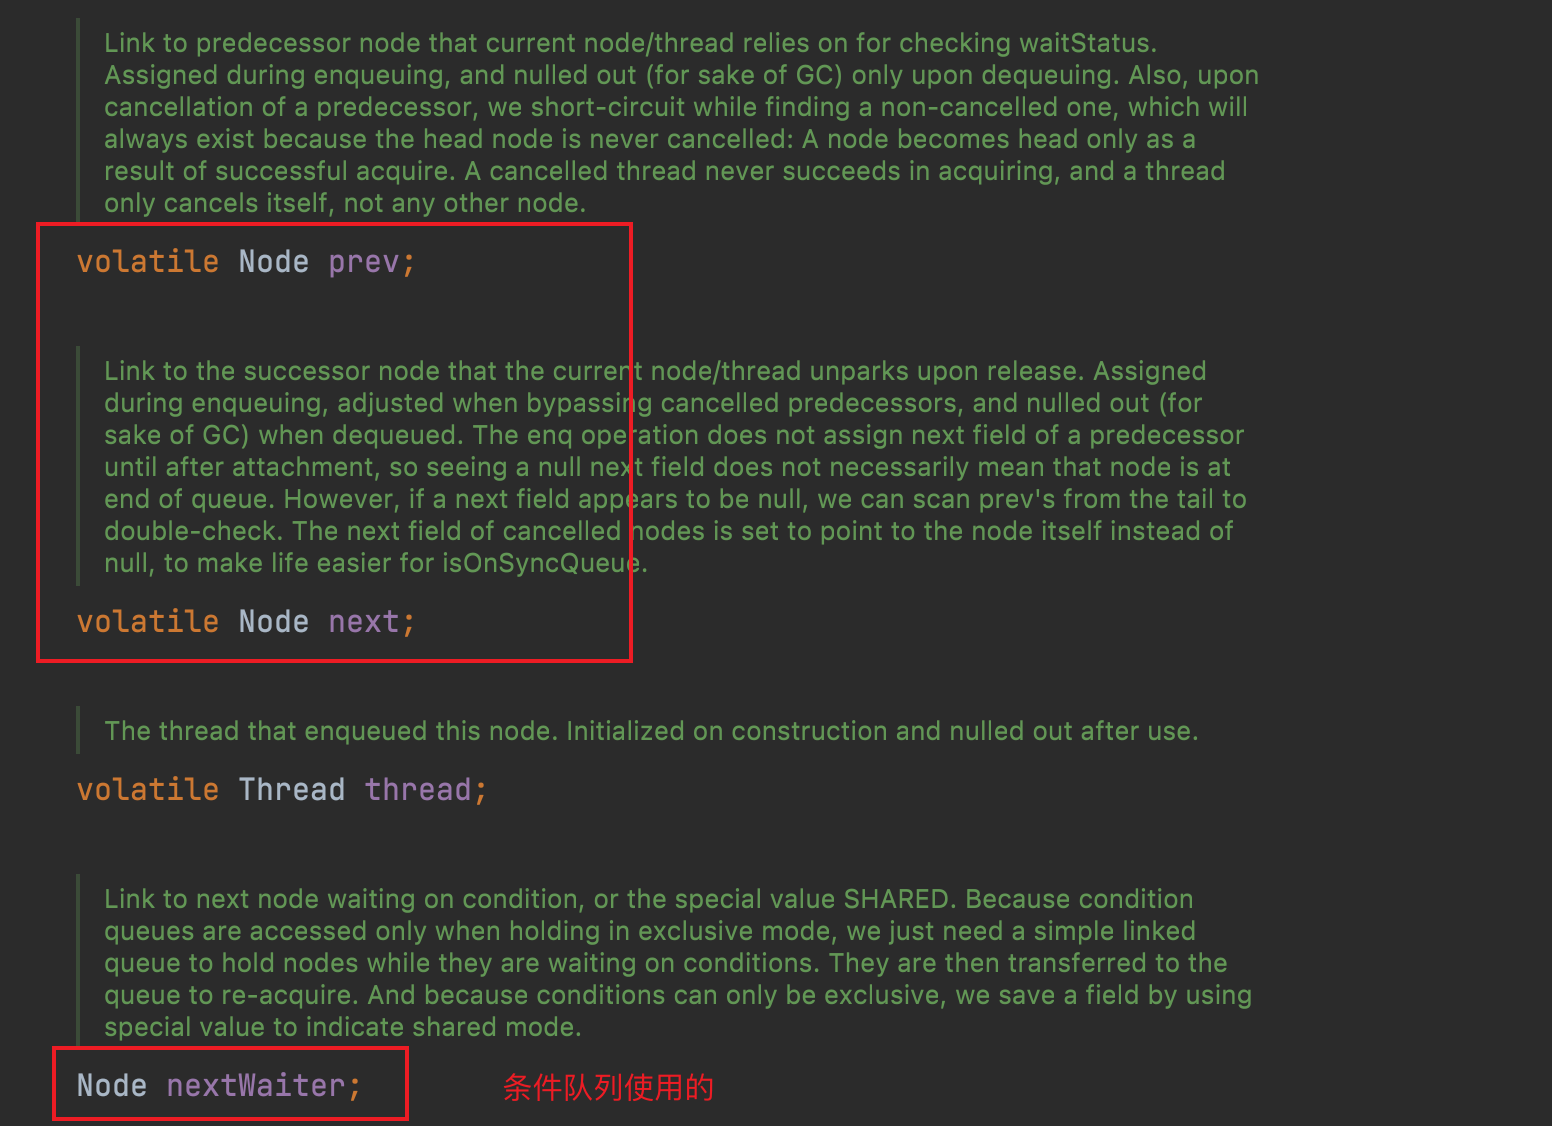 Link to predecessor node that current node/thread relies on for checking waitStatus.
Assigned during enqueuing, and nulled out (for sake of GC) only upon dequeuing. Also, upon
cancellation of a predecessor, we short-circuit while finding a non-cancelled one, which will
always exist because the head node is never cancelled: A node becomes head only as a
result of successful acquire. A cancelled thread never succeeds in acquiring, and a thread
only cancels itself, not any other node.
volatile Node prev;
Link to the successor node that the current node/thread unparks upon release. Assigned
during enqueuing, adjusted when bypassing cancelled predecessors, and nulled out (for
sake of GC) when dequeued. The enq operation does not assign next field of a predecessor
until after attachment, so seeing a null next field does not necessarily mean that node is at
end of queue. However, if a next field appears to be null, we can scan prev's from the tail to
double-check. The next field of cancelled nodes is set to point to the node itself instead of
null, to make life easier for isOnSyncQueue.
volatile Node next;
The thread that enqueued this node. Initialized on construction and nulled out after use.
volatile Thread thread;
Link to next node waiting on condition, or the special value SHARED. Because condition
queues are accessed only when holding in exclusive mode, we just need a simple linked
queue to hold nodes while they are waiting on conditions. They are then transferred to the
queue to re-acquire. And because conditions can only be exclusive, we save a field by using
special value to indicate shared mode.
Node nextWaiter; 条件队列使用的